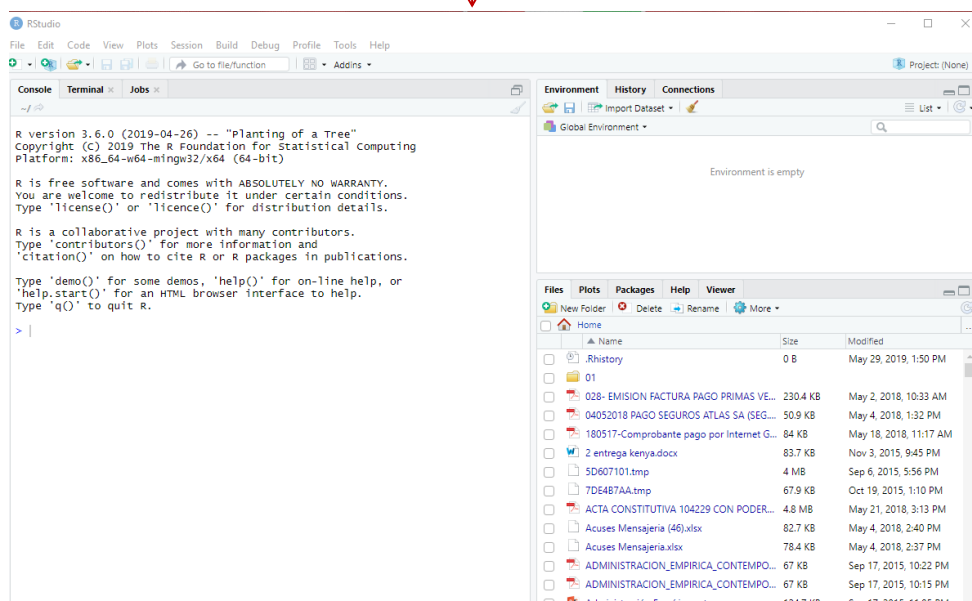 RStudio
File Edit Code View Plots Session Build Debug Profile Tools Help
Go to file/function Addins Project: (None)
Console Terminal Jobs
~/
R version 3.6.0 (2019-04-26) -- "Planting of a Tree"
Copyright (C) 2019 The R Foundation for Statistical Computing
Platform: x86_64-w64-mingw32/x64 (64-bit)
R is free software and comes with ABSOLUTELY NO WARRANTY.
You are welcome to redistribute it under certain conditions.
Type 'license()' or 'licence()' for distribution details.
R is a collaborative project with many contributors.
Type 'contributors()' for more information and
'citation()' on how to cite R or R packages in publications.
Type 'demo()' for some demos, 'help()' for on-line help, or
'help.start()' for an HTML browser interface to help.
Type 'q()' to quit R.
>
Environment History Connections
Import Dataset List
Global Environment
Environment is empty
Files Plots Packages Help Viewer
New Folder Delete Rename More
Home
Name Size Modified
.Rhistory 0 B May 29, 2019, 1:50 PM
01
028- EMISION FACTURA PAGO PRIMAS VE... 230.4 KB May 2, 2018, 10:33 AM
04052018 PAGO SEGUROS ATLAS SA (SEG.... 50.9 KB May 4, 2018, 1:32 PM
180517-Comprobante pago por Internet G... 84 KB May 18, 2018, 11:17 AM
2 entrega kenya.docx 83.7 KB Nov 3, 2015, 9:45 PM
5D607101.tmp 4 MB Sep 6, 2015, 5:56 PM
7DE4B7AA.tmp 67.9 KB Oct 19, 2015, 1:10 PM
ACTA CONSTITUTIVA 104229 CON PODER... 4.8 MB May 21, 2018, 3:13 PM
Acuses Mensajeria (46).xlsx 82.7 KB May 4, 2018, 2:40 PM
Acuses Mensajeria.xlsx 78.4 KB May 4, 2018, 2:37 PM
ADMINISTRACION_EMPIRICA_CONTEMPO... 67 KB Sep 17, 2015, 10:22 PM
ADMINISTRACION_EMPIRICA_CONTEMPO... 67 KB Sep 17, 2015, 10:15 PM